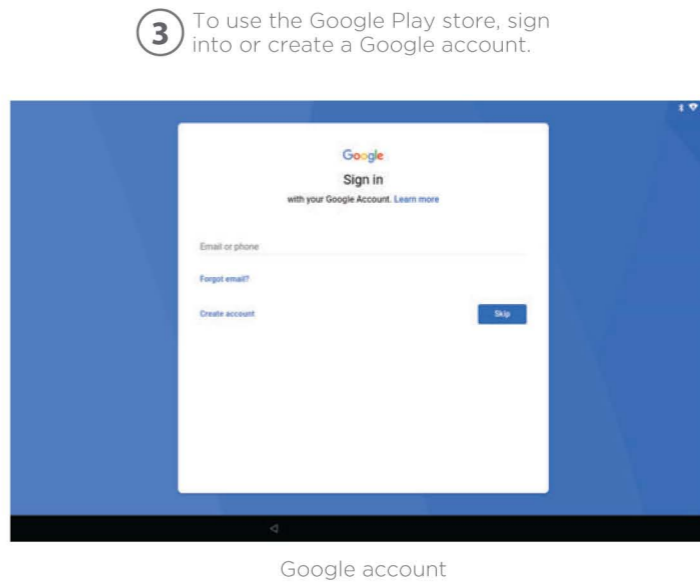 3
To use the Google Play store, sign
into or create a Google account.
Google
Sign in
with your Google Account. Learn more
Email or phone
Forgot email?
Create account
Skip
Google account